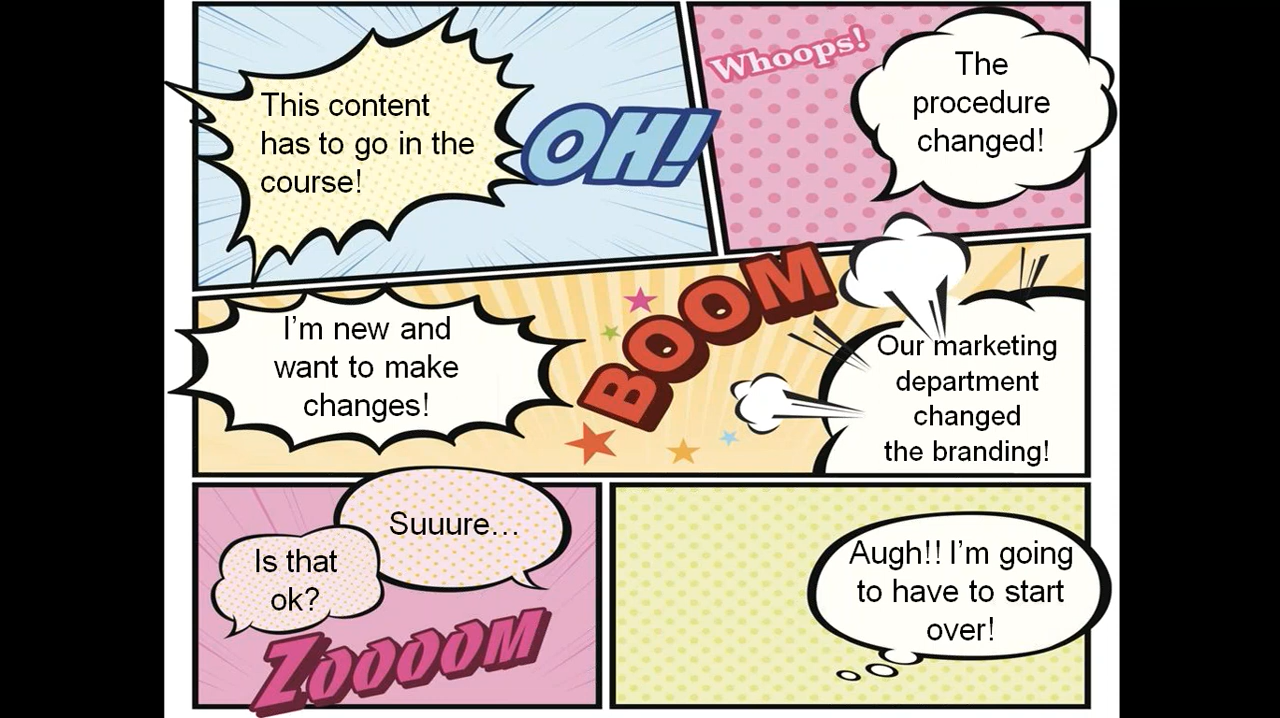 This content
has to go in the
course!
OH!
Whoops!
The
procedure
changed!
I'm new and
want to make
changes!
BOOM
Our marketing
department
changed
the branding!
Suuure...
Is that
ok?
ZOOOOM
Augh!! I'm going
to have to start
over!